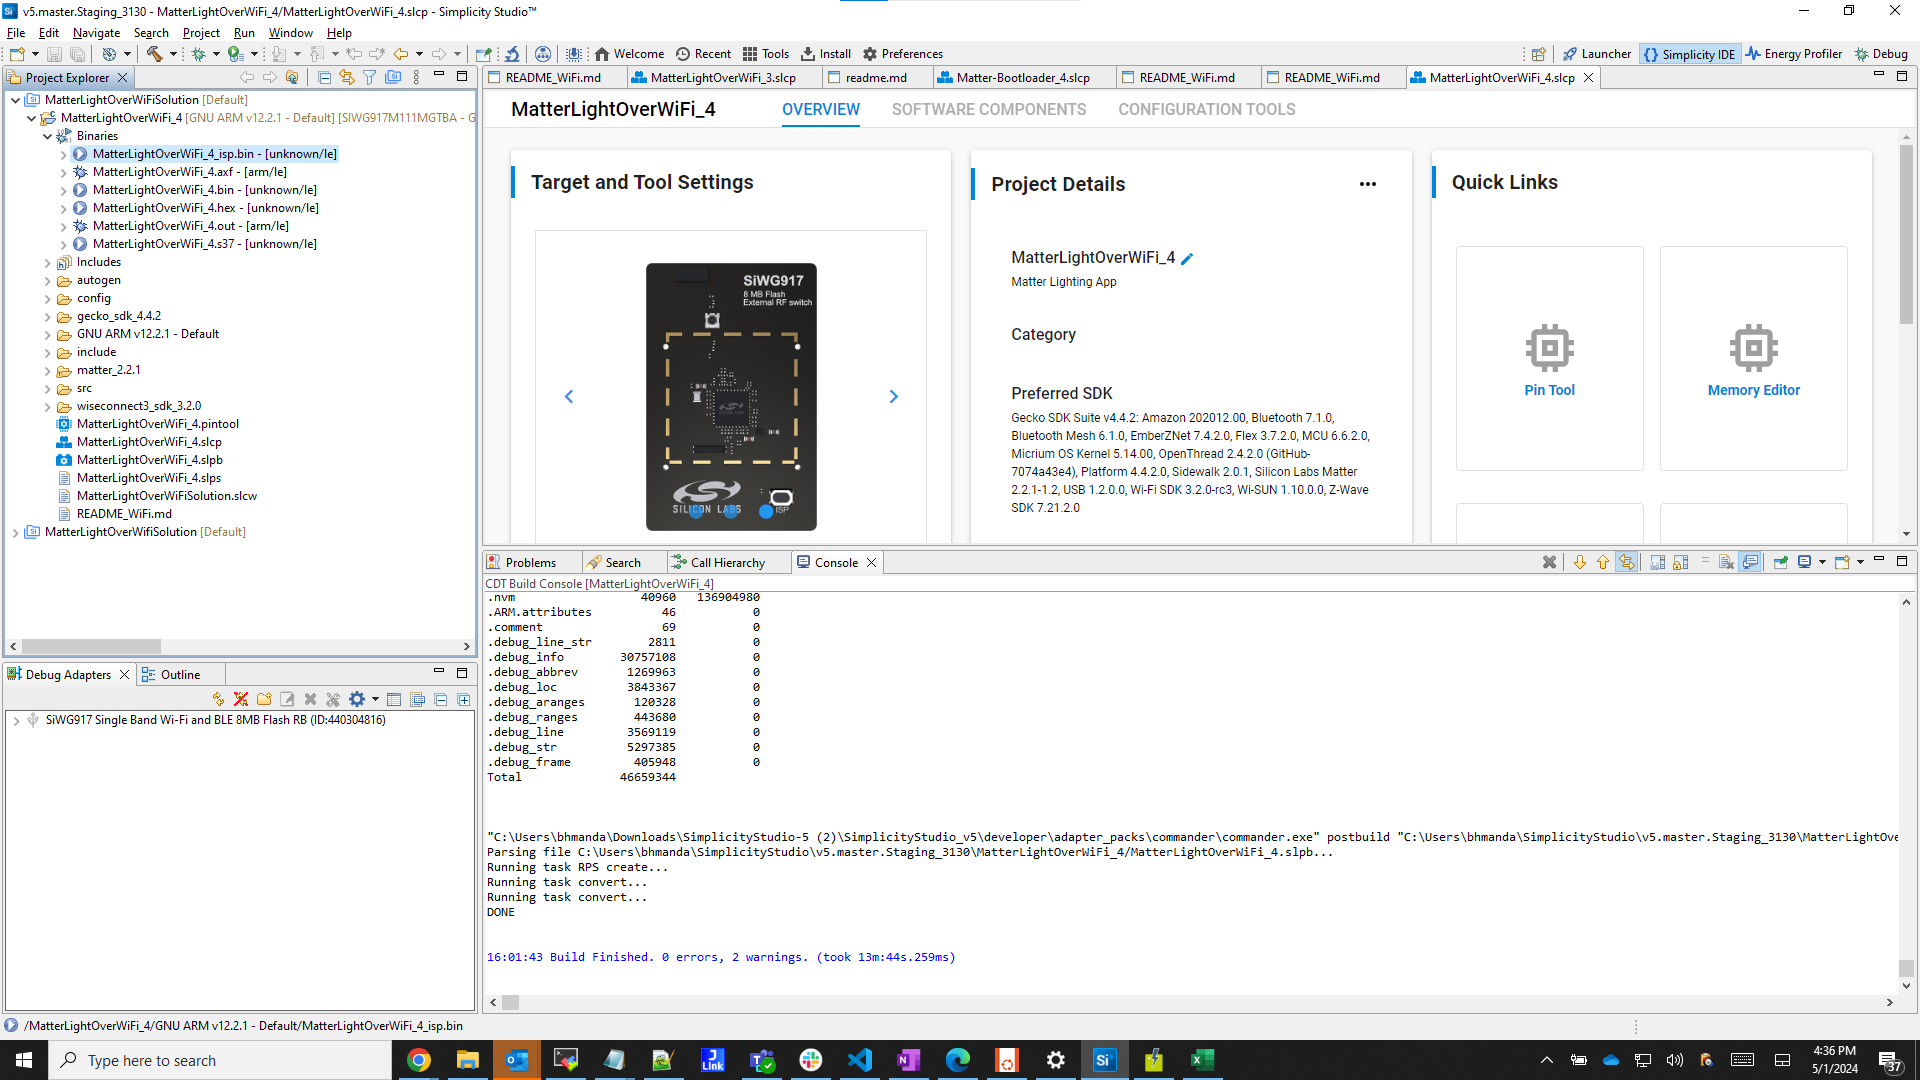 v5.master.Staging_3130 - MatterLightOverWiFi_4/MatterLightOverWiFi_4.slcp - Simplicity Studio™
File Edit Navigate Search Project Run Window Help
Welcome Recent Tools Install Preferences
Launcher Simplicity IDE Energy Profiler Debug
Project Explorer
MatterLightOverWiFiSolution [Default]
MatterLightOverWiFi_4 [GNU ARM v12.2.1 - Default] [SIWG917M111MGTBA - G
Binaries
MatterLightOverWiFi_4_isp.bin - [unknown/le]
MatterLightOverWiFi_4.axf - [arm/le]
MatterLightOverWiFi_4.bin - [unknown/le]
MatterLightOverWiFi_4.hex - [unknown/le]
MatterLightOverWiFi_4.out - [arm/le]
MatterLightOverWiFi_4.s37 - [unknown/le]
Includes
autogen
config
gecko_sdk_4.4.2
GNU ARM v12.2.1 - Default
include
matter_2.2.1
src
wiseconnect3_sdk_3.2.0
MatterLightOverWiFi_4.pintool
MatterLightOverWiFi_4.slcp
MatterLightOverWiFi_4.slpb
MatterLightOverWiFi_4.slps
MatterLightOverWiFiSolution.slcw
README_WiFi.md
MatterLightOverWifiSolution [Default]
Debug Adapters Outline
SiWG917 Single Band Wi-Fi and BLE 8MB Flash RB (ID:440304816)
README_WiFi.md MatterLightOverWiFi_3.slcp readme.md Matter-Bootloader_4.slcp README_WiFi.md README_WiFi.md MatterLightOverWiFi_4.slcp
MatterLightOverWiFi_4 OVERVIEW SOFTWARE COMPONENTS CONFIGURATION TOOLS
Target and Tool Settings
SiWG917
8 MB Flash
External RF switch
SILICON LABS
ISP
Project Details
MatterLightOverWiFi_4
Matter Lighting App
Category
Preferred SDK
Gecko SDK Suite v4.4.2: Amazon 202012.00, Bluetooth 7.1.0,
Bluetooth Mesh 6.1.0, EmberZNet 7.4.2.0, Flex 3.7.2.0, MCU 6.6.2.0,
Micrium OS Kernel 5.14.00, OpenThread 2.4.2.0 (GitHub-
7074a43e4), Platform 4.4.2.0, Sidewalk 2.0.1, Silicon Labs Matter
2.2.1-1.2, USB 1.2.0.0, Wi-Fi SDK 3.2.0-rc3, Wi-SUN 1.10.0.0, Z-Wave
SDK 7.21.2.0
Quick Links
Pin Tool
Memory Editor
Problems Search Call Hierarchy Console
CDT Build Console [MatterLightOverWiFi_4]
.nvm 40960 136904980
.ARM.attributes 46 0
.comment 69 0
.debug_line_str 2811 0
.debug_info 30757108 0
.debug_abbrev 1269963 0
.debug_loc 3843367 0
.debug_aranges 120328 0
.debug_ranges 443680 0
.debug_line 3569119 0
.debug_str 5297385 0
.debug_frame 405948 0
Total 46659344
"C:\Users\bhmanda\Downloads\SimplicityStudio-5 (2)\SimplicityStudio_v5\developer\adapter_packs\commander\commander.exe" postbuild "C:\Users\bhmanda\SimplicityStudio\v5.master.Staging_3130\MatterLightOve
Parsing file C:\Users\bhmanda\SimplicityStudio\v5.master.Staging_3130\MatterLightOverWiFi_4/MatterLightOverWiFi_4.slpb...
Running task RPS create...
Running task convert...
Running task convert...
DONE
16:01:43 Build Finished. 0 errors, 2 warnings. (took 13m:44s.259ms)
/MatterLightOverWiFi_4/GNU ARM v12.2.1 - Default/MatterLightOverWiFi_4_isp.bin
Type here to search
J Link
Si
4:36 PM
5/1/2024
37